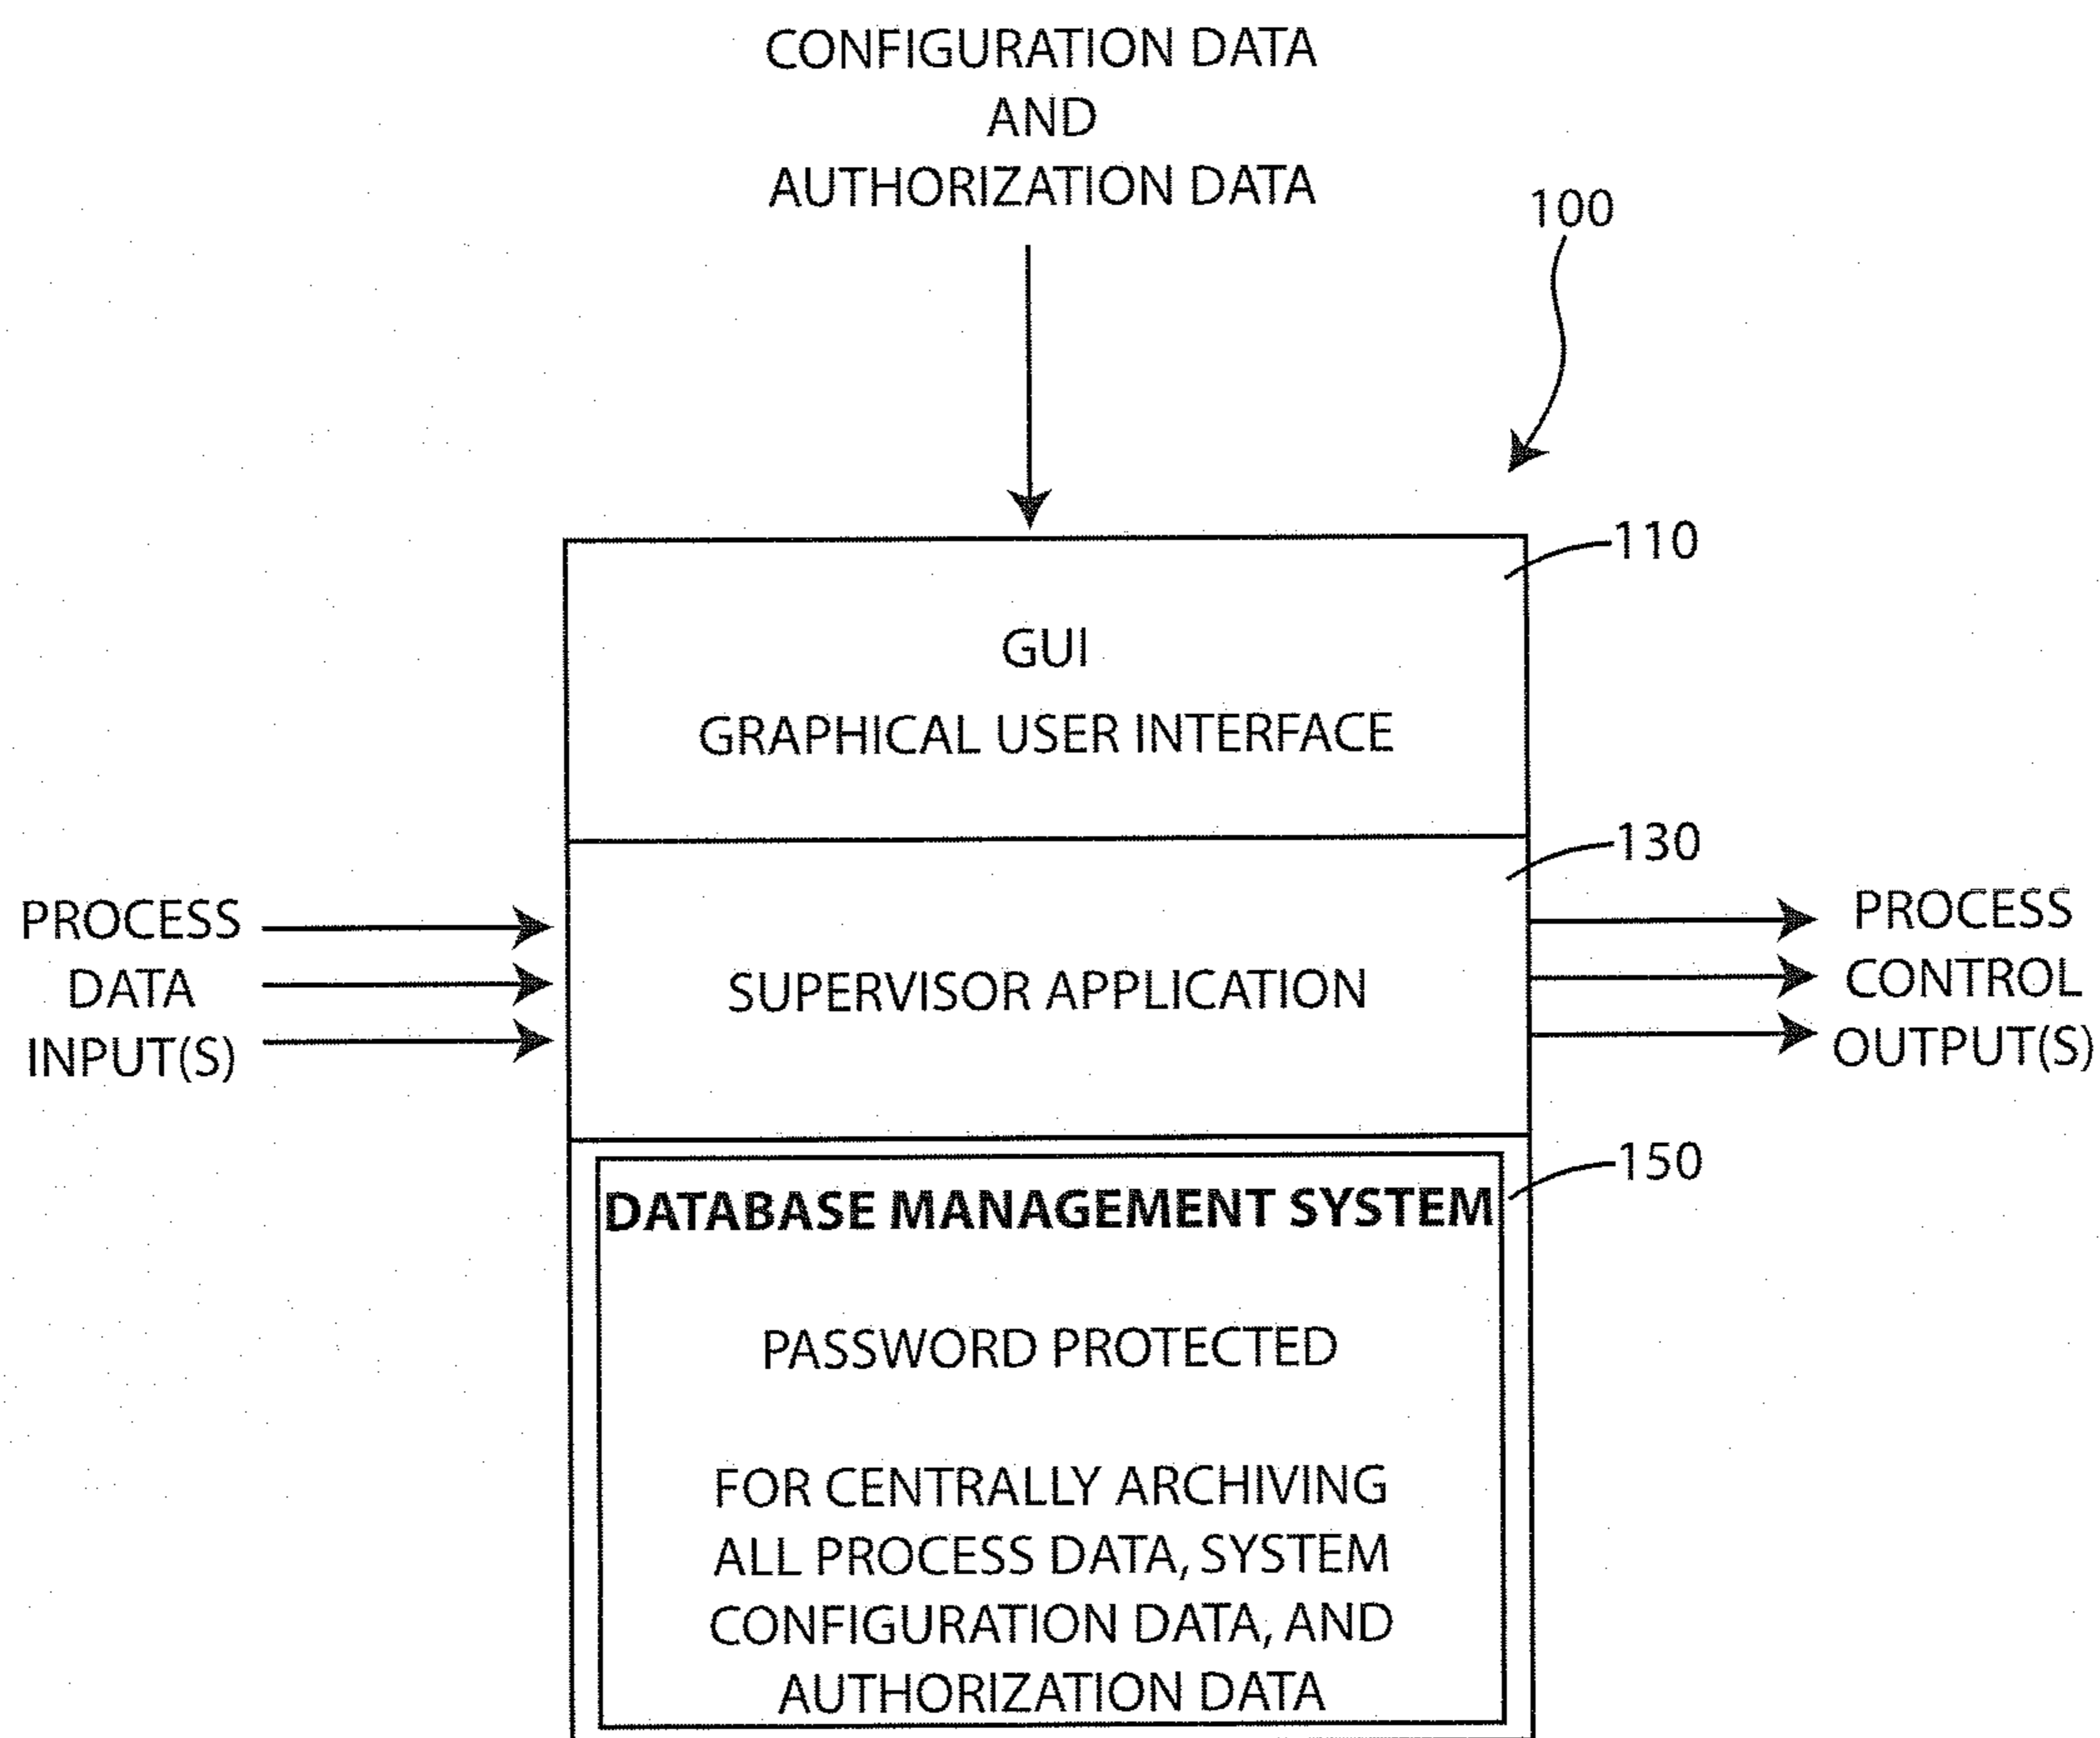 CONFIGURATION DATA
AND
AUTHORIZATION DATA
100
110
GUI
GRAPHICAL USER INTERFACE
130
PROCESS
DATA
INPUT(S)
SUPERVISOR APPLICATION
PROCESS
CONTROL
OUTPUT(S)
150
DATABASE MANAGEMENT SYSTEM
PASSWORD PROTECTED
FOR CENTRALLY ARCHIVING
ALL PROCESS DATA, SYSTEM
CONFIGURATION DATA, AND
AUTHORIZATION DATA